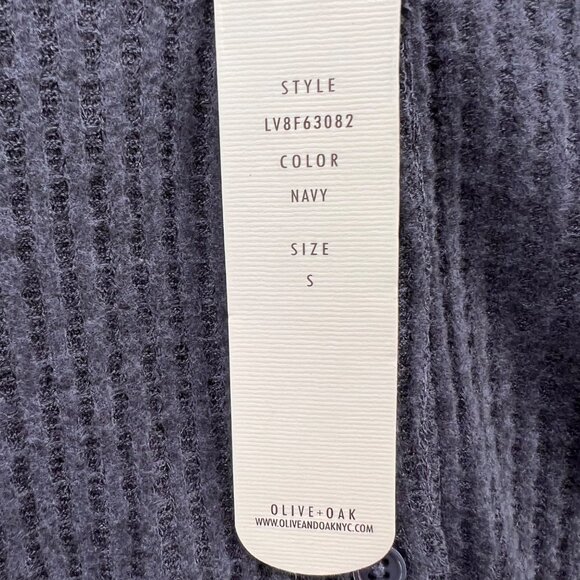 STYLE
LV8F63082
COLOR
NAVY
SIZE
S
OLIVE+OAK
WWW.OLIVEANDOAKNYC.COM